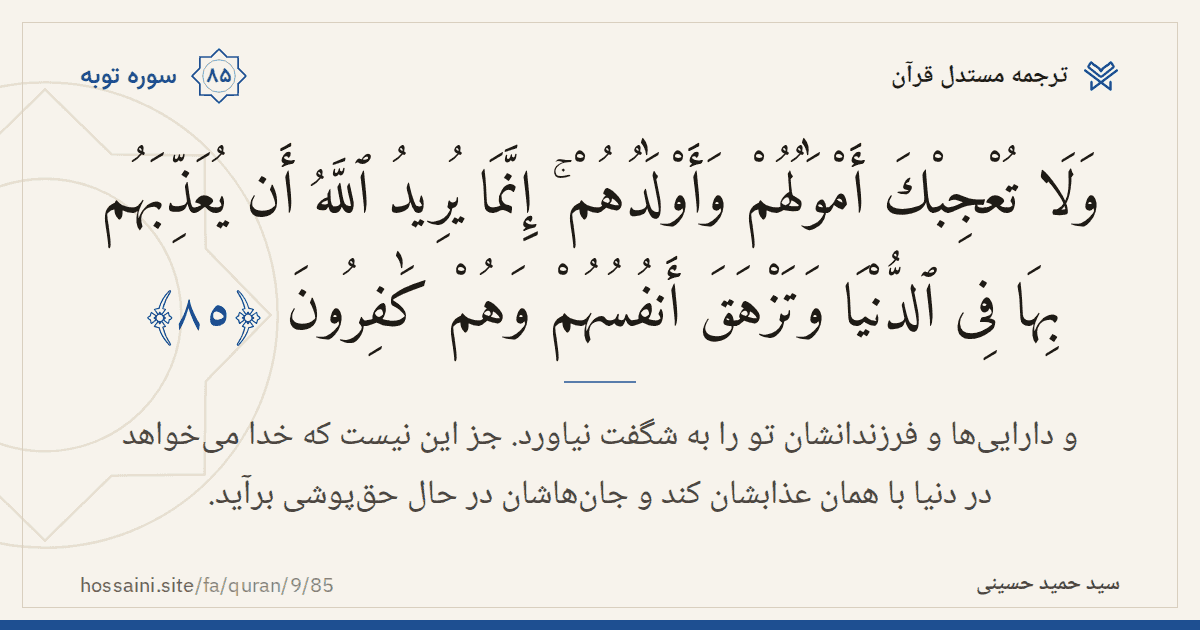 ترجمه مستدل قرآن
۸۵ سوره توبه
وَلَا تُعْجِبْكَ أَمْوَٰلُهُمْ وَأَوْلَٰدُهُمْ ۚ إِنَّمَا يُرِيدُ ٱللَّهُ أَن يُعَذِّبَهُم
بِهَا فِى ٱلدُّنْيَا وَتَزْهَقَ أَنفُسُهُمْ وَهُمْ كَٰفِرُونَ ﴿٨٥﴾
و دارایی‌ها و فرزندانشان تو را به شگفت نیاورد. جز این نیست که خدا می‌خواهد
در دنیا با همان عذابشان کند و جان‌هاشان در حال حق‌پوشی برآید.
سید حمید حسینی
hossaini.site/fa/quran/9/85